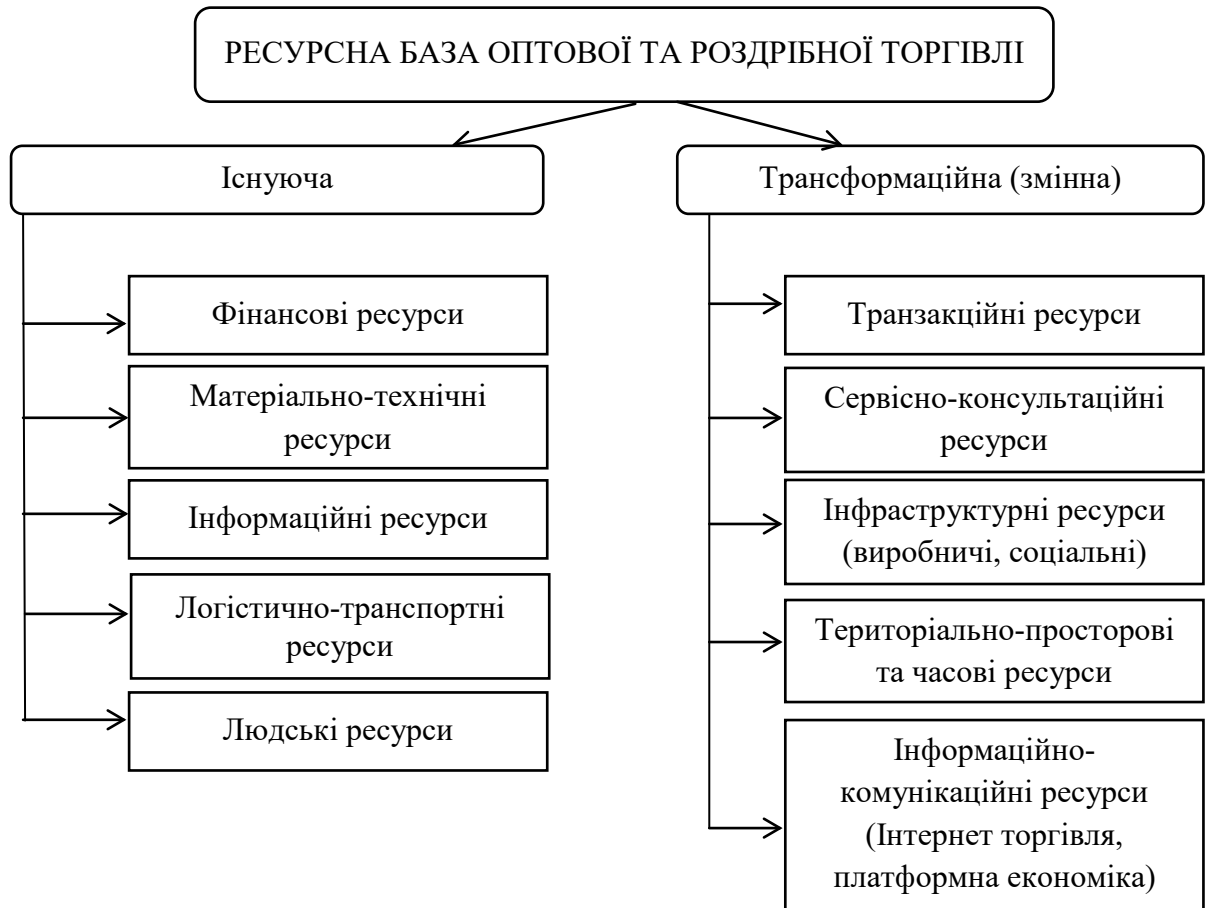 РЕСУРСНА БАЗА ОПТОВОЇ ТА РОЗДРІБНОЇ ТОРГІВЛІ
Існуюча
Фінансові ресурси
Матеріально-технічні
ресурси
Інформаційні ресурси
Логістично-транспортні
ресурси
Людські ресурси
Трансформаційна (змінна)
Транзакційні ресурси
Сервісно-консультаційні
ресурси
Інфраструктурні ресурси
(виробничі, соціальні)
Територіально-просторові
та часові ресурси
Інформаційно-
комунікаційні ресурси
(Інтернет торгівля,
платформна економіка)